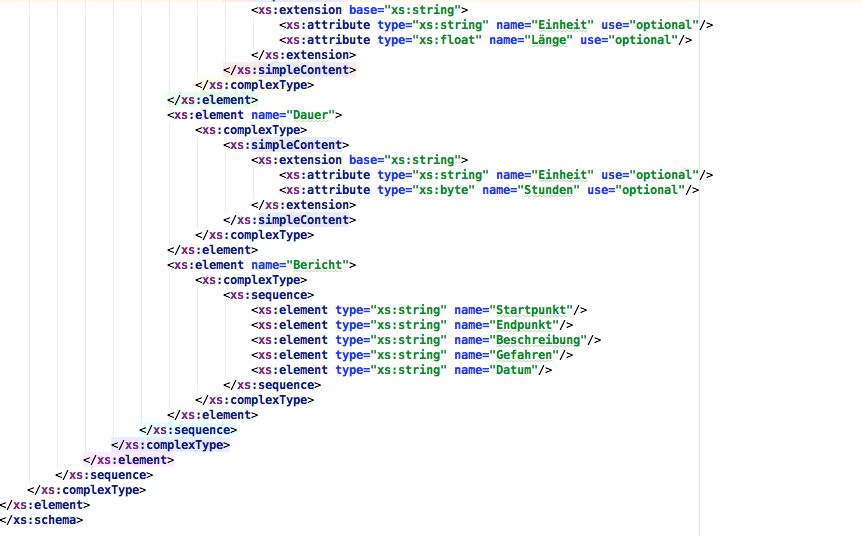 <xs:extension base="xs:string">
<xs:attribute type="xs:string" name="Einheit" use="optional"/>
<xs:attribute type="xs:float" name="Länge" use="optional"/>
</xs:extension>
</xs:simpleContent>
</xs:complexType>
</xs:element>
<xs:element name="Dauer">
<xs:complexType>
<xs:simpleContent>
<xs:extension base="xs:string">
<xs:attribute type="xs:string" name="Einheit" use="optional"/>
<xs:attribute type="xs:byte" name="Stunden" use="optional"/>
</xs:extension>
</xs:simpleContent>
</xs:complexType>
</xs:element>
<xs:element name="Bericht">
<xs:complexType>
<xs:sequence>
<xs:element type="xs:string" name="Startpunkt"/>
<xs:element type="xs:string" name="Endpunkt"/>
<xs:element type="xs:string" name="Beschreibung"/>
<xs:element type="xs:string" name="Gefahren"/>
<xs:element type="xs:string" name="Datum"/>
</xs:sequence>
</xs:complexType>
</xs:element>
</xs:sequence>
</xs:complexType>
</xs:element>
</xs:sequence>
</xs:complexType>
</xs:element>
</xs:schema>